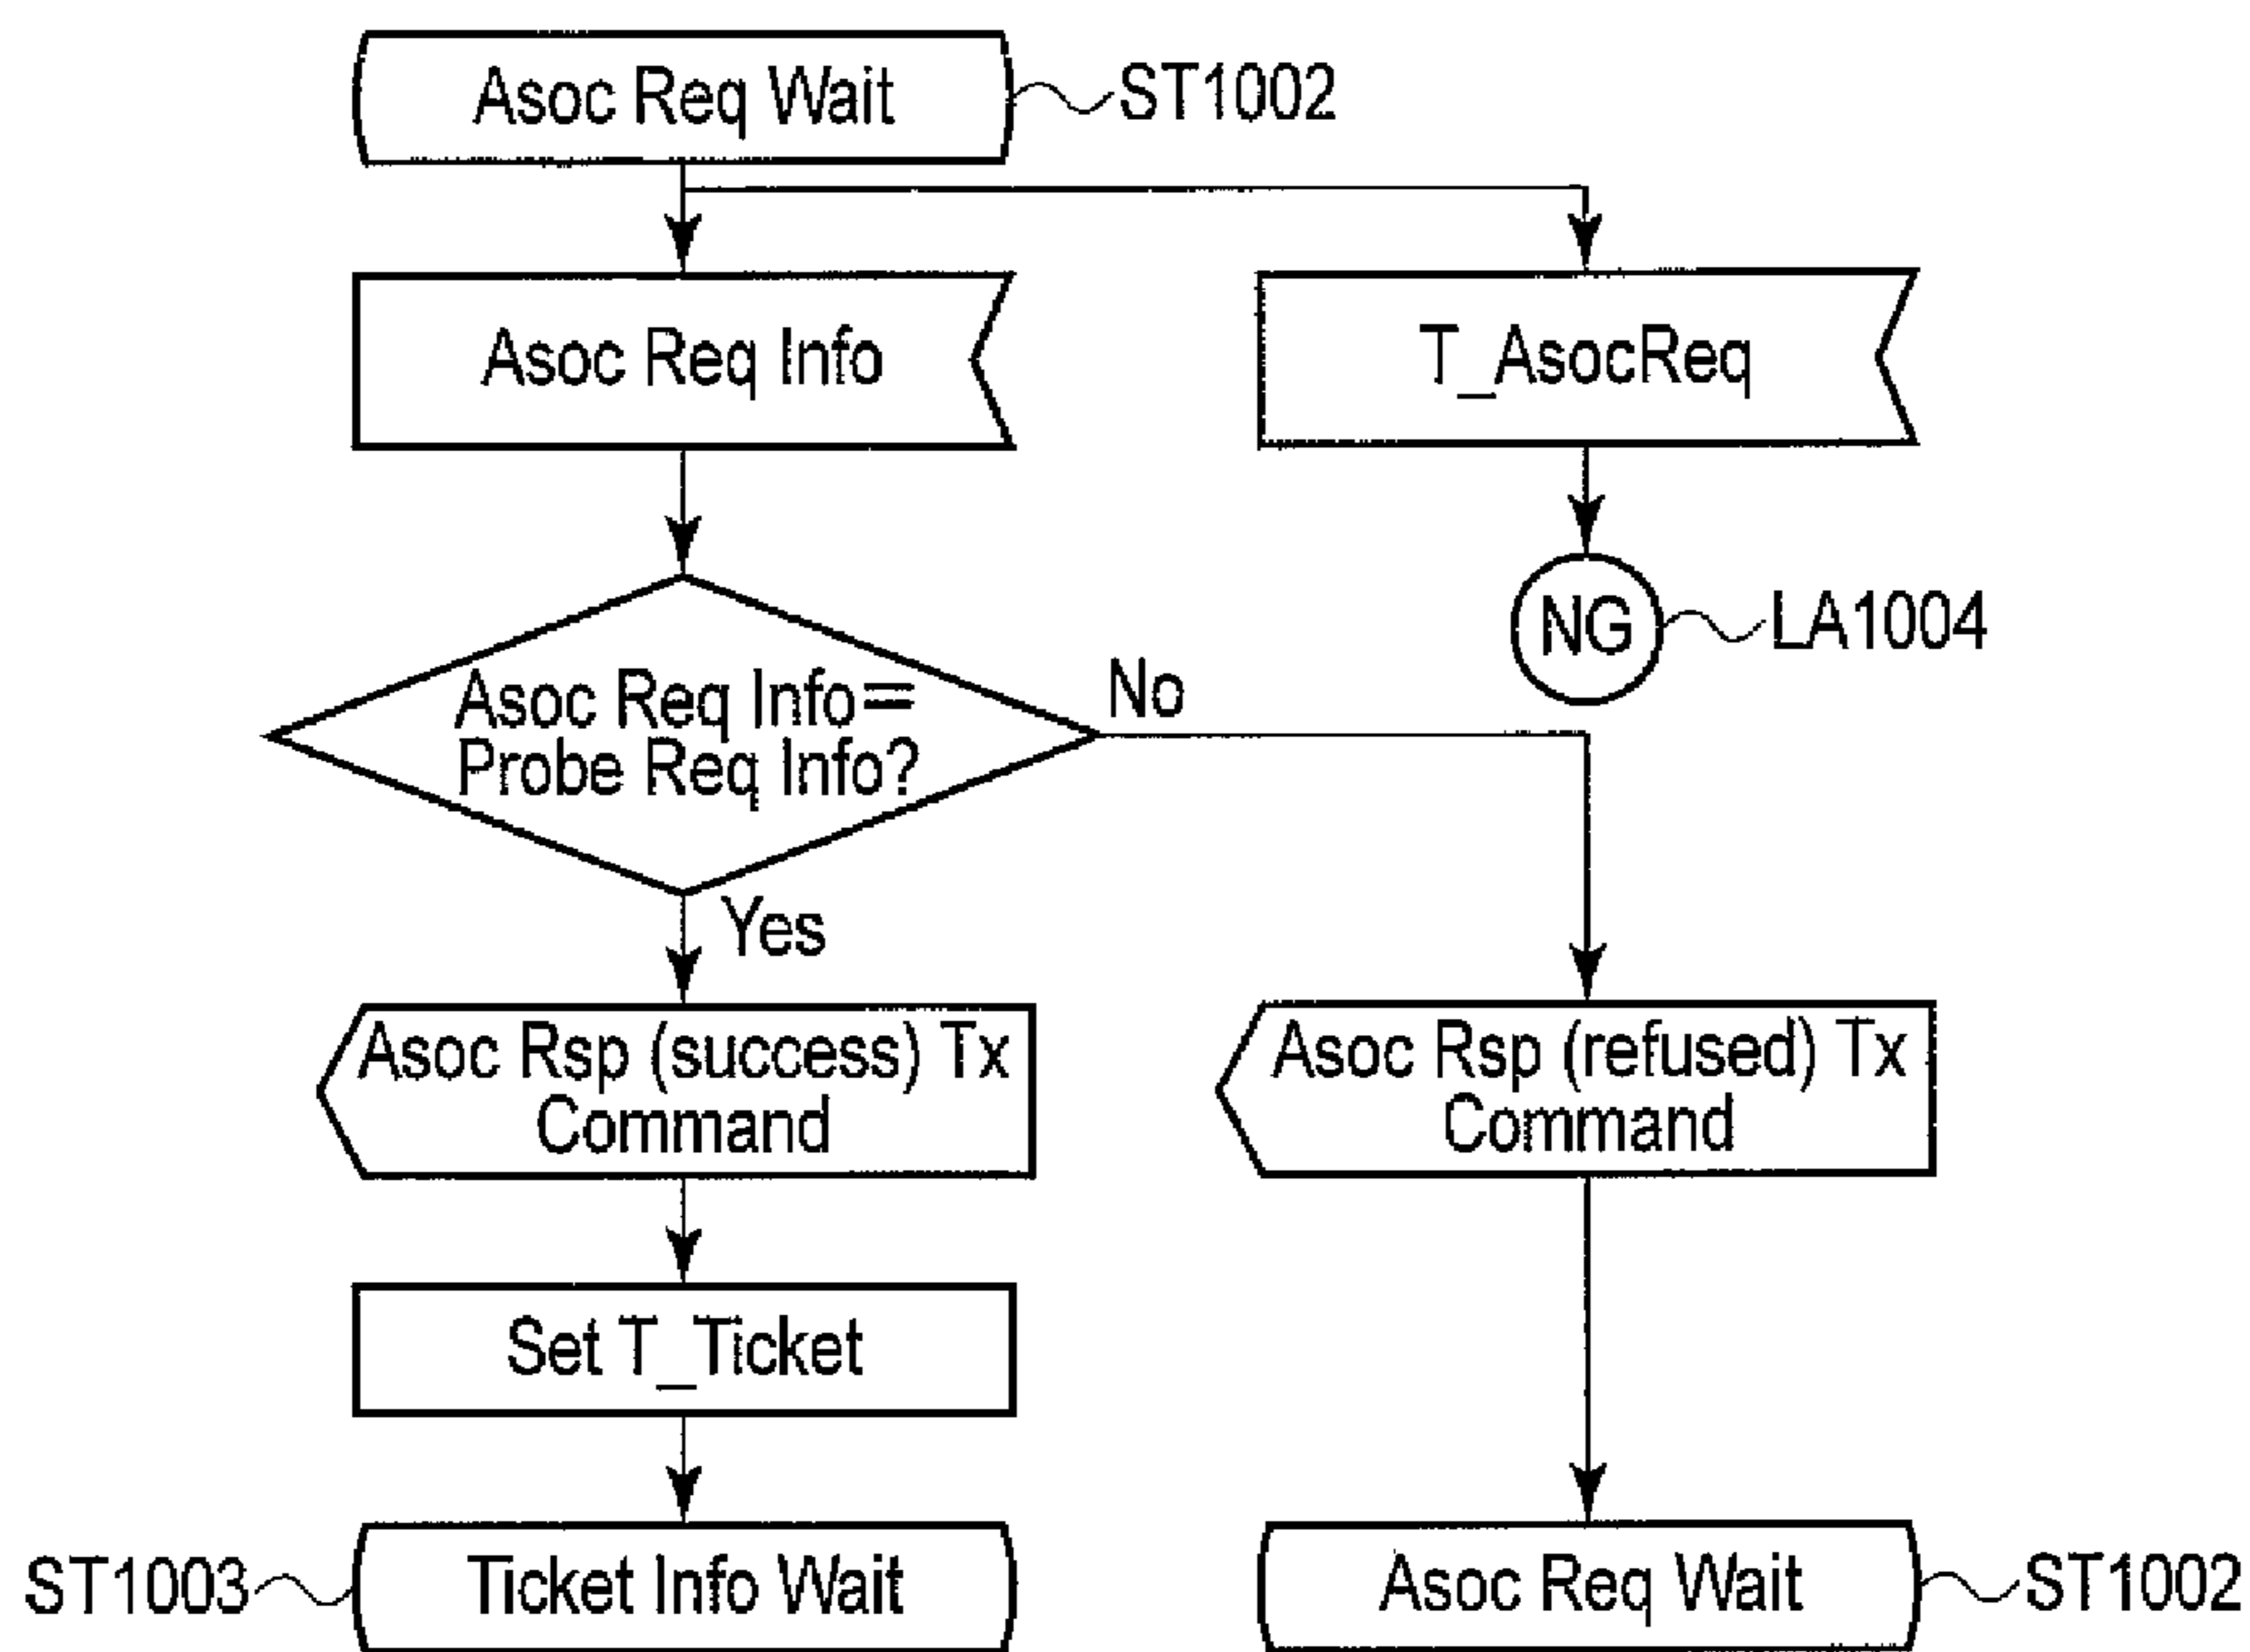 Asoc Req Wait
ST1002
Asoc Req Info
T_AsocReq
NG
LA1004
Asoc Req Info=
Probe Req Info?
No
Yes
Asoc Rsp (success) Tx
Command
Asoc Rsp (refused) Tx
Command
Set T_Ticket
ST1003
Ticket Info Wait
Asoc Req Wait
ST1002